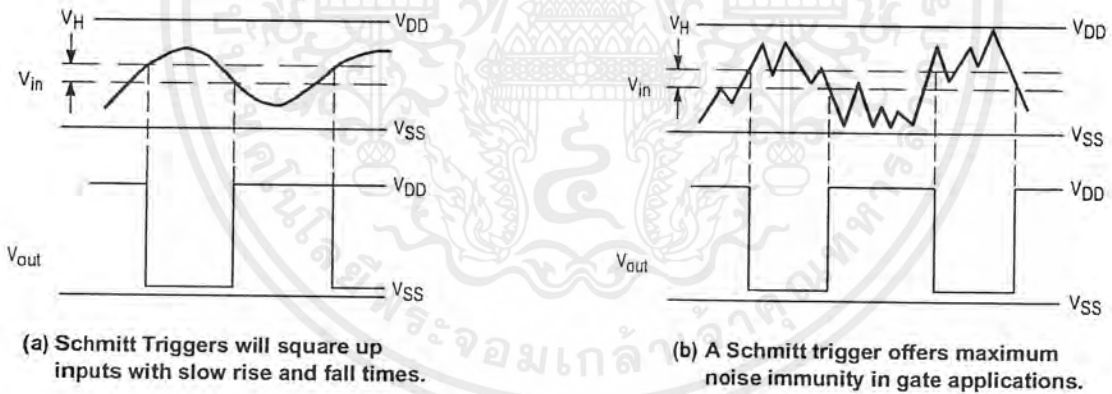 VH
VDD
Vin
VSS
VDD
Vout
VSS
(a) Schmitt Triggers will square up
inputs with slow rise and fall times.
VH
VDD
Vin
VSS
VDD
Vout
VSS
(b) A Schmitt trigger offers maximum
noise immunity in gate applications.